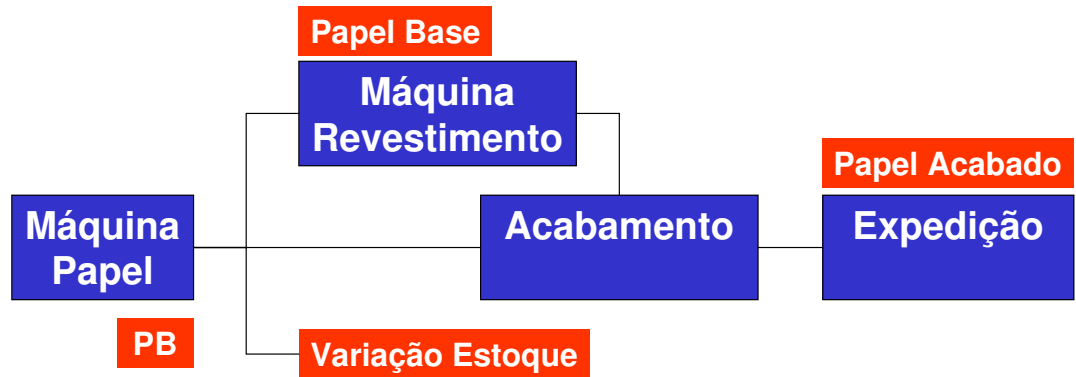 Papel Base
Máquina
Revestimento
Papel Acabado
Máquina
Papel
Acabamento
Expedição
PB
Variação Estoque